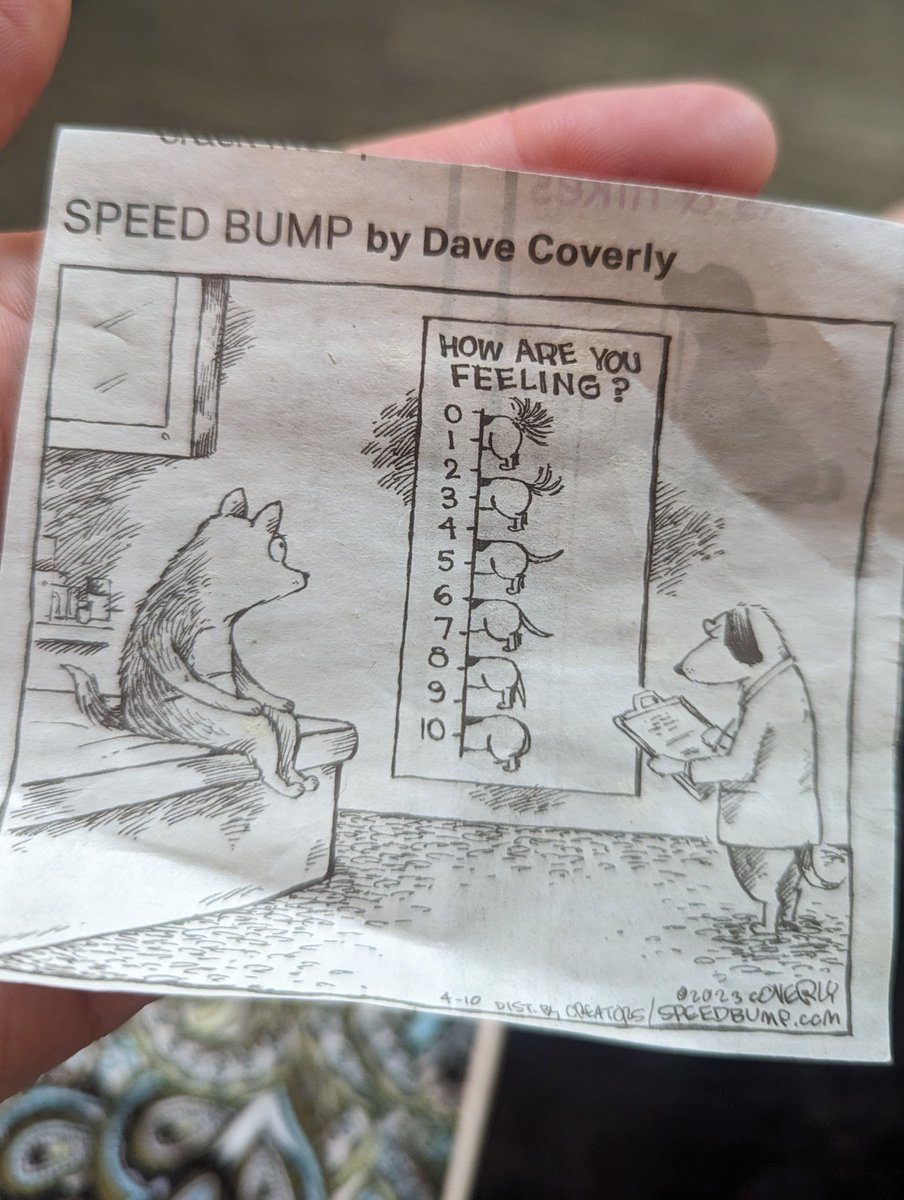 SPEED BUMP by Dave Coverly
HOW ARE YOU
FEELING?
0
1
2
3
4
5
6
7
8
9
10
4-10 DIST. By CREATORS/SPEEDBUMP.COM
©2023 COVERLY